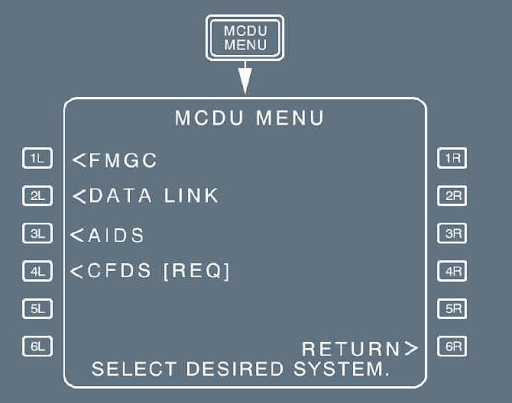 MCDU
MENU
MCDU MENU
1L <FMGC 1R
2L <DATA LINK 2R
3L <AIDS 3R
4L <CFDS [REQ] 4R
5L 5R
6L RETURN> 6R
SELECT DESIRED SYSTEM.